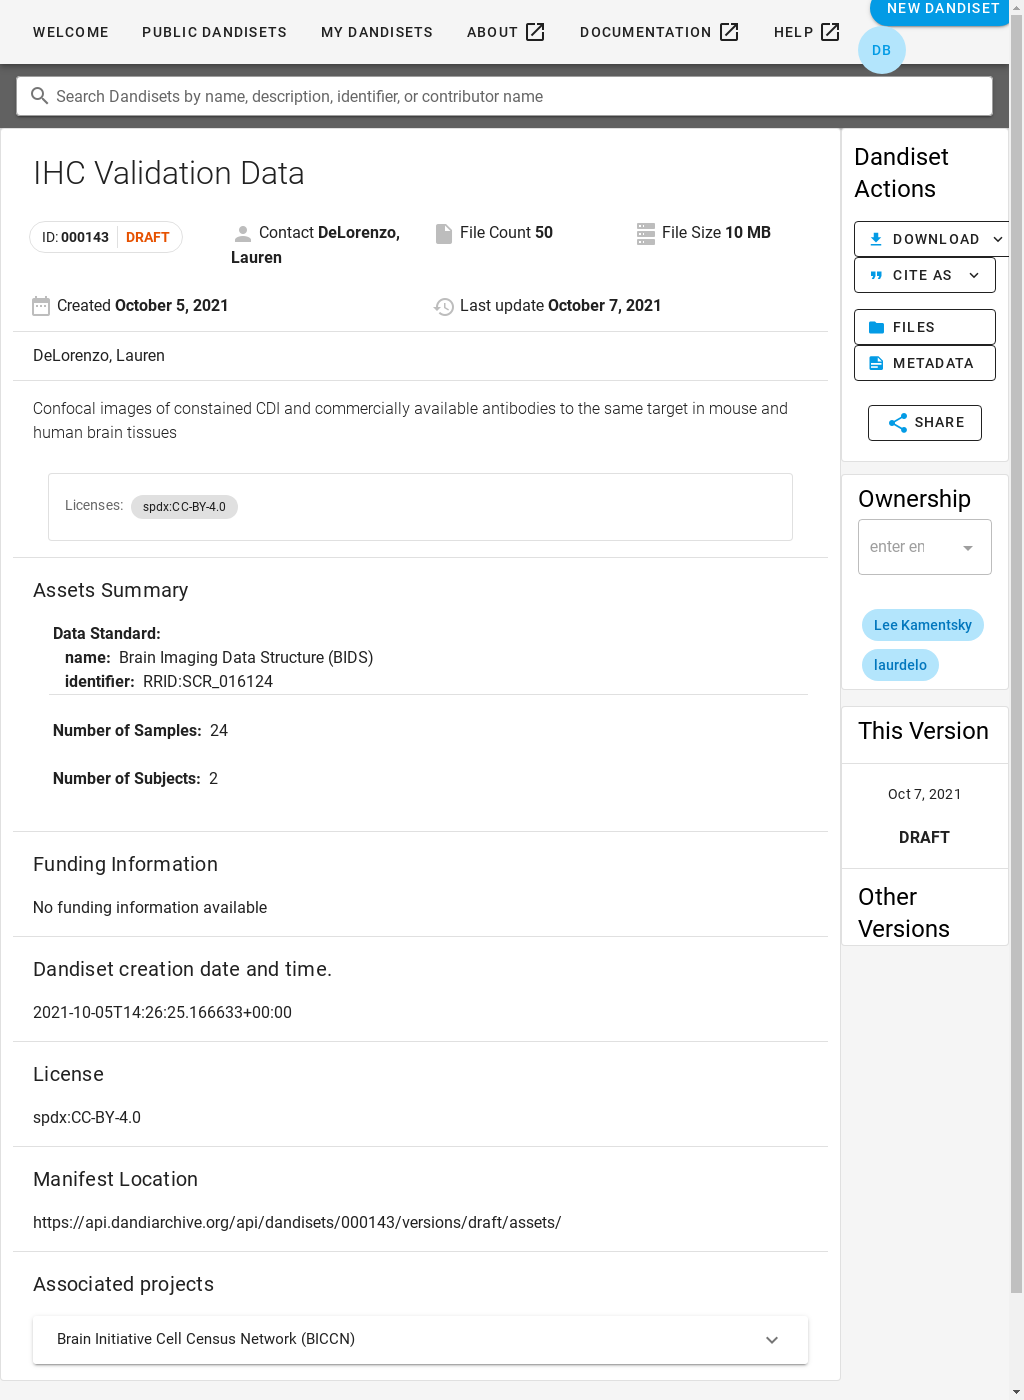 WELCOME
PUBLIC DANDISETS
MY DANDISETS
ABOUT
DOCUMENTATION
HELP
NEW DANDISET
DB
Search Dandisets by name, description, identifier, or contributor name
IHC Validation Data
ID: 000143 DRAFT
Contact DeLorenzo,
Lauren
File Count 50
File Size 10 MB
Created October 5, 2021
Last update October 7, 2021
DeLorenzo, Lauren
Confocal images of constained CDI and commercially available antibodies to the same target in mouse and
human brain tissues
Licenses: spdx:CC-BY-4.0
Assets Summary
Data Standard:
name: Brain Imaging Data Structure (BIDS)
identifier: RRID:SCR_016124
Number of Samples: 24
Number of Subjects: 2
Funding Information
No funding information available
Dandiset creation date and time.
2021-10-05T14:26:25.166633+00:00
License
spdx:CC-BY-4.0
Manifest Location
https://api.dandiarchive.org/api/dandisets/000143/versions/draft/assets/
Associated projects
Brain Initiative Cell Census Network (BICCN)
Dandiset
Actions
DOWNLOAD
CITE AS
FILES
METADATA
SHARE
Ownership
enter en
Lee Kamentsky
laurdelo
This Version
Oct 7, 2021
DRAFT
Other
Versions